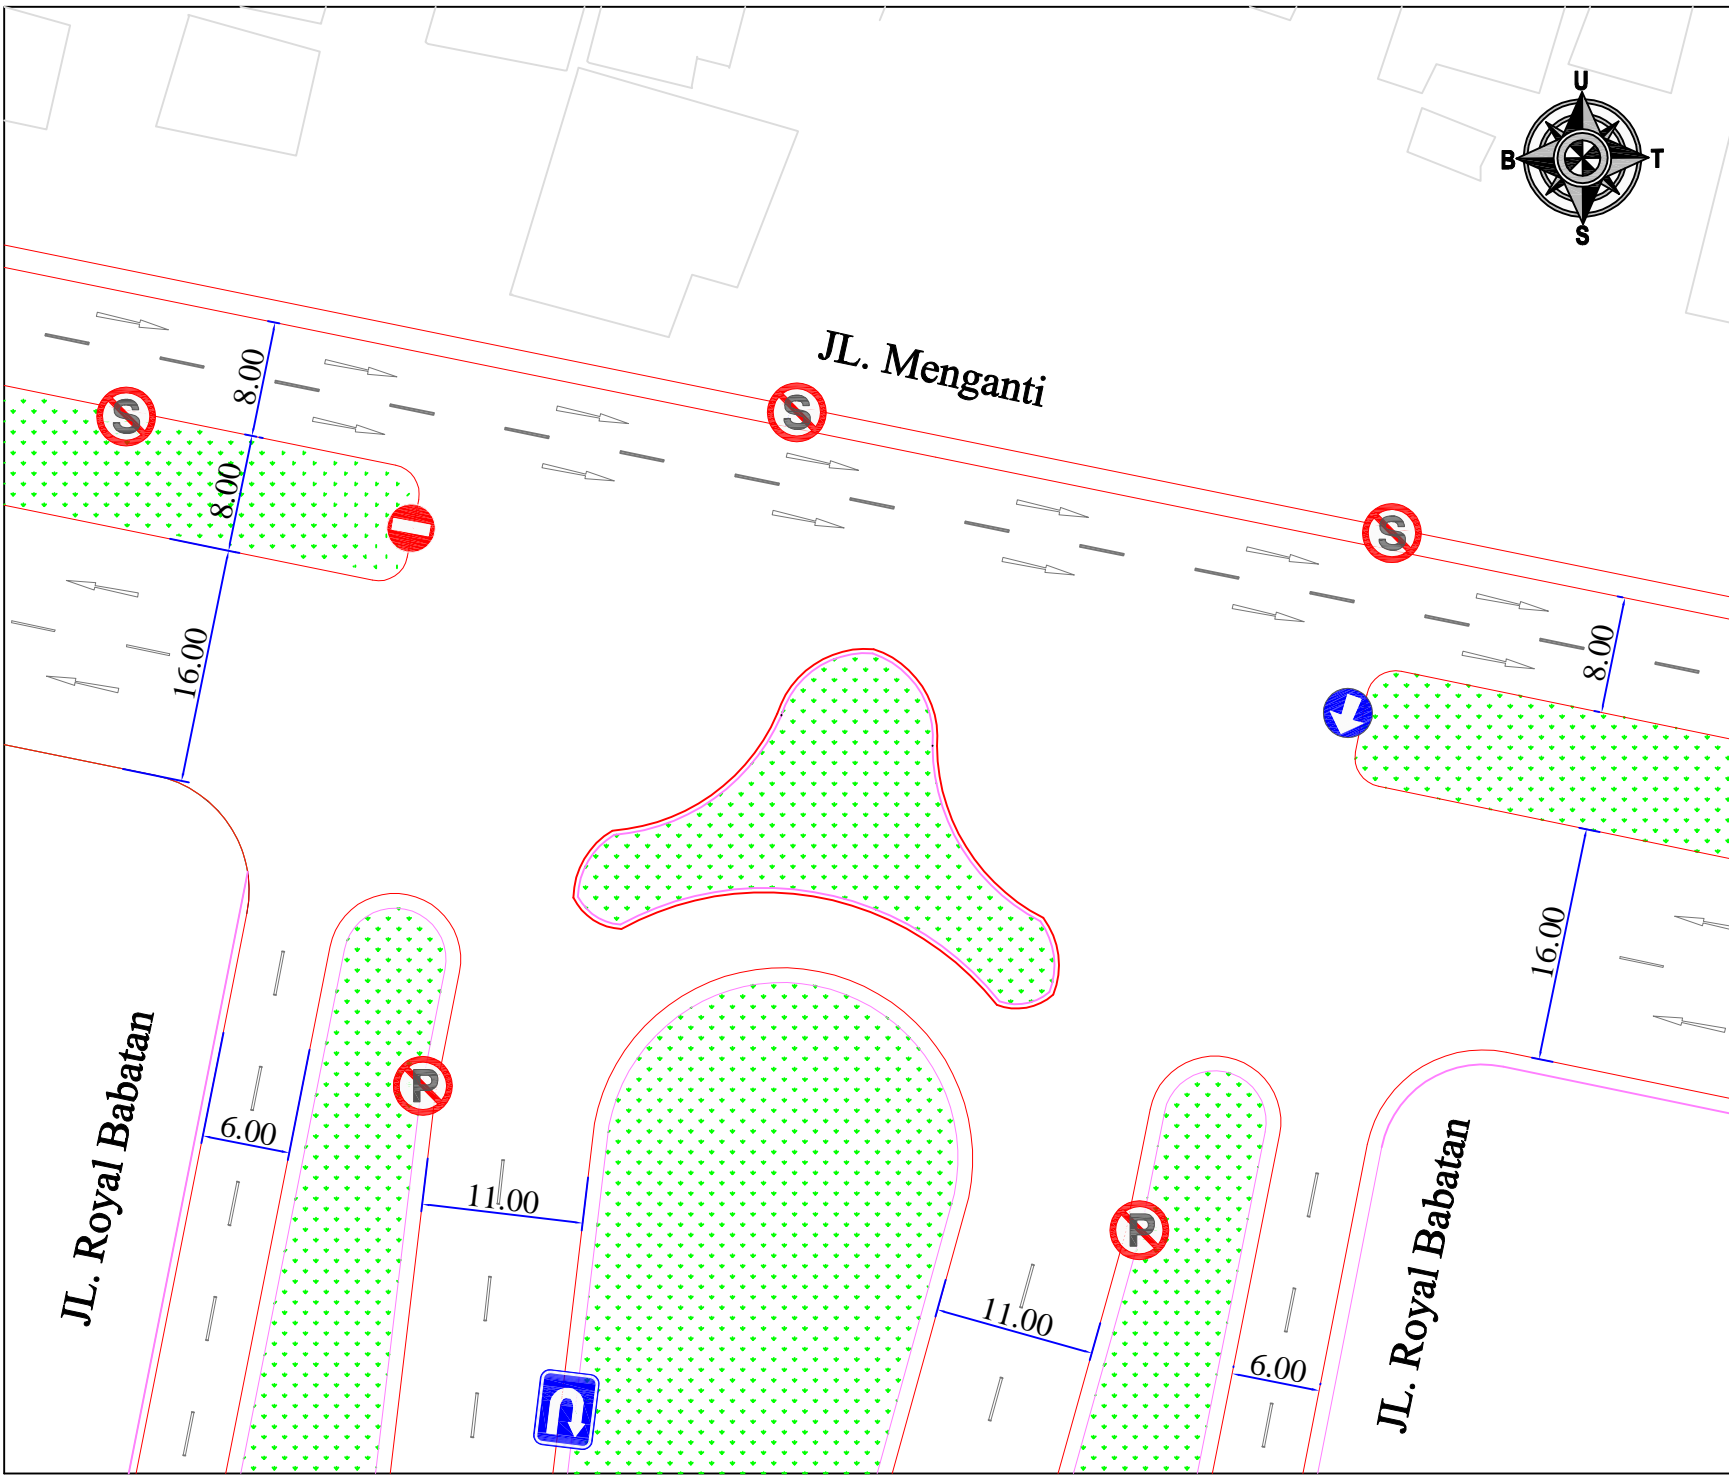 U
B
T
S
JL. Menganti
8.00
S
S
8.00
S
8.00
16.00
16.00
JL. Royal Babatan
P
6.00
11.00
P
11.00
6.00
JL. Royal Babatan